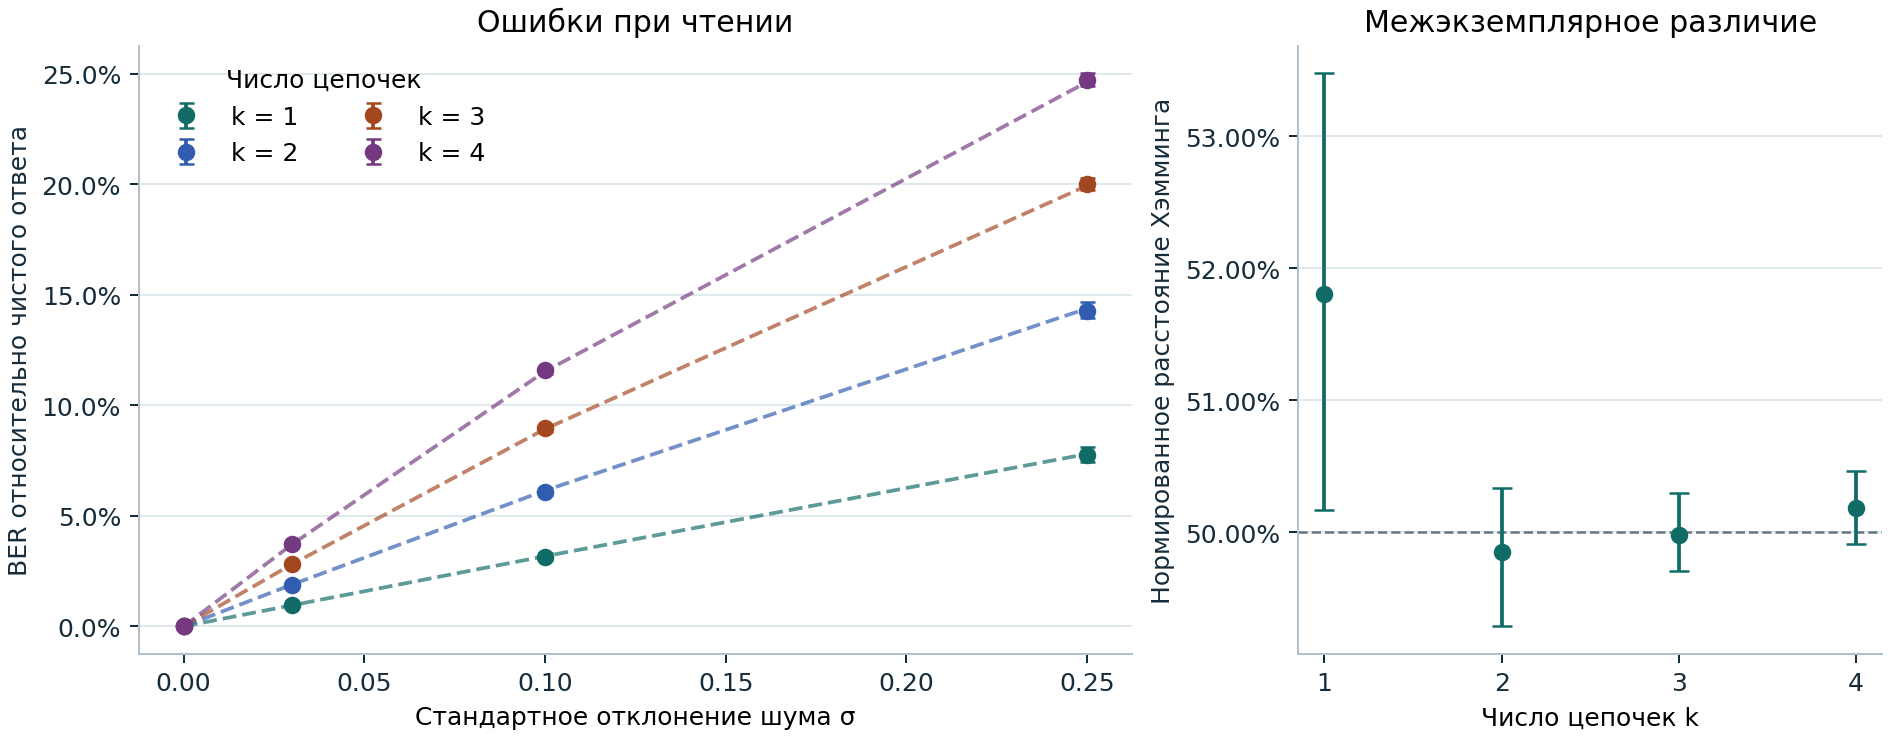 Ошибки при чтении
BER относительно чистого ответа
25.0%
20.0%
15.0%
10.0%
5.0%
0.0%
Число цепочек
k = 1
k = 2
k = 3
k = 4
0.00
0.05
0.10
0.15
0.20
0.25
Стандартное отклонение шума σ
Межэкземплярное различие
Нормированное расстояние Хэмминга
53.00%
52.00%
51.00%
50.00%
1
2
3
4
Число цепочек k